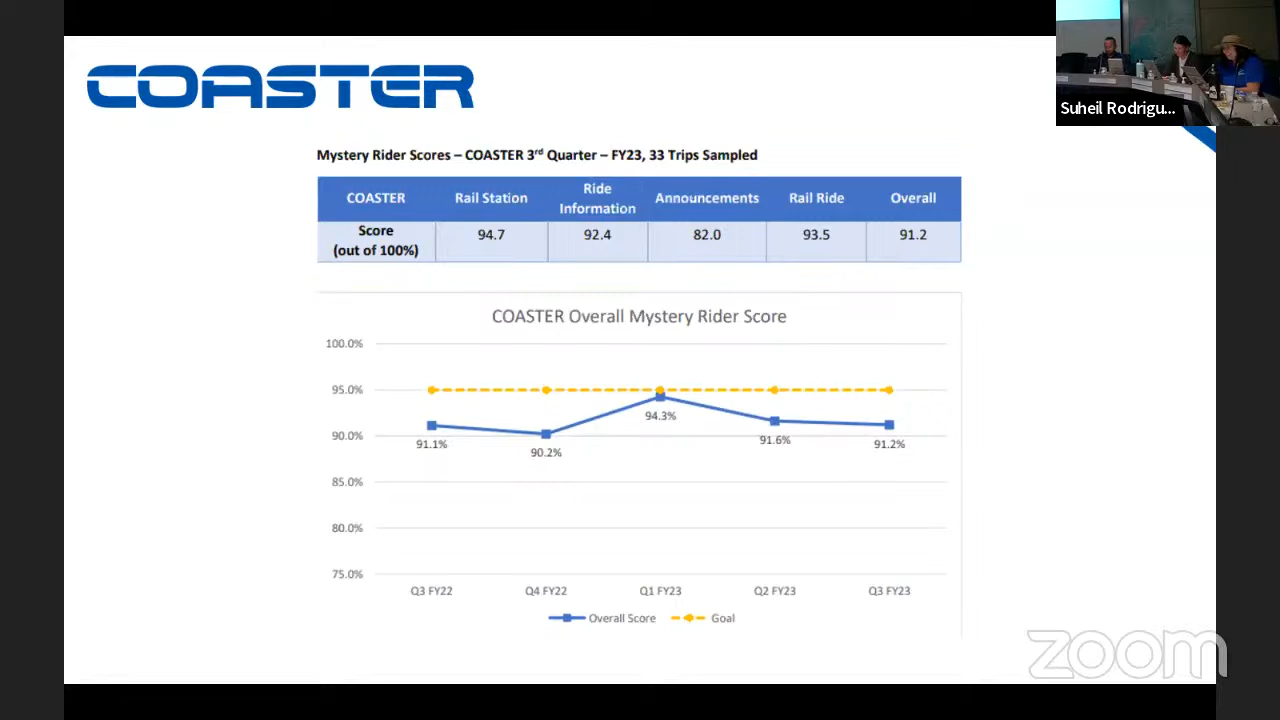 COASTER
Suheil Rodrigu...
Mystery Rider Scores – COASTER 3rd Quarter – FY23, 33 Trips Sampled
COASTER Rail Station Ride Information Announcements Rail Ride Overall
Score (out of 100%) 94.7 92.4 82.0 93.5 91.2
COASTER Overall Mystery Rider Score
100.0%
95.0%
90.0%
85.0%
80.0%
75.0%
91.1%
90.2%
94.3%
91.6%
91.2%
Q3 FY22 Q4 FY22 Q1 FY23 Q2 FY23 Q3 FY23
Overall Score Goal
zoom